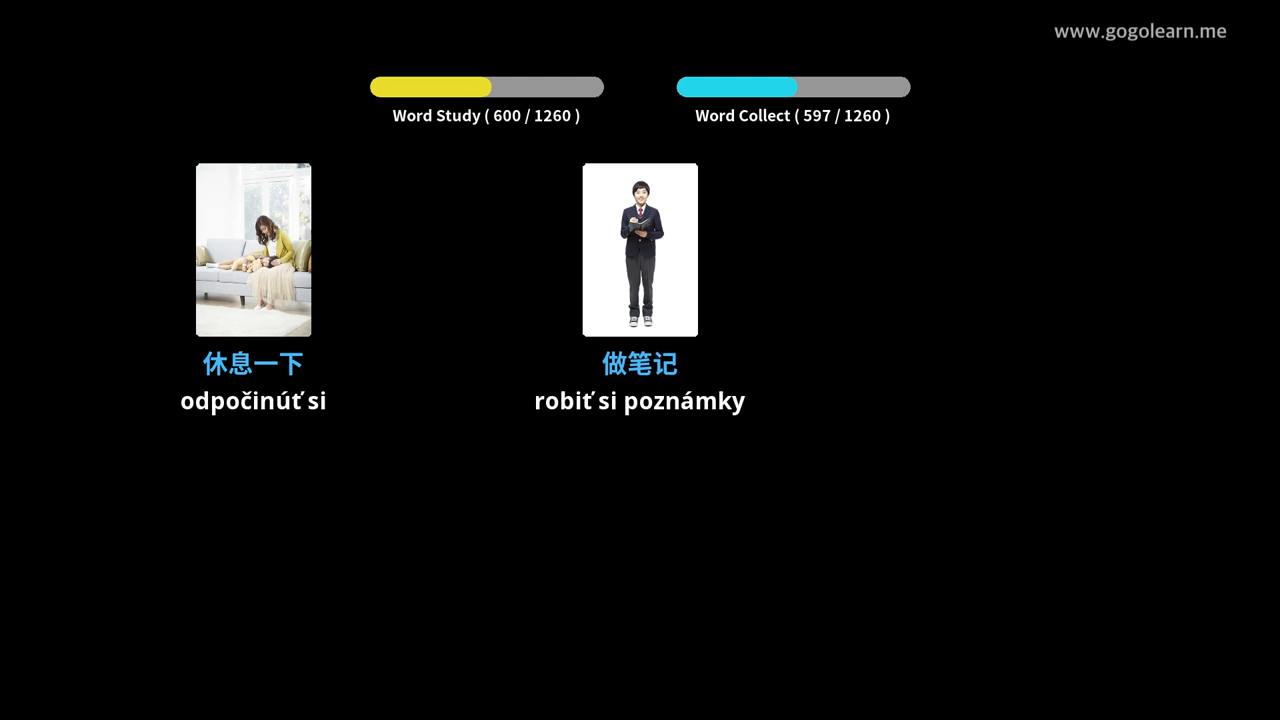 www.gogolearn.me
Word Study ( 600 / 1260 )
Word Collect ( 597 / 1260 )
休息一下
odpočinúť si
做笔记
robiť si poznámky